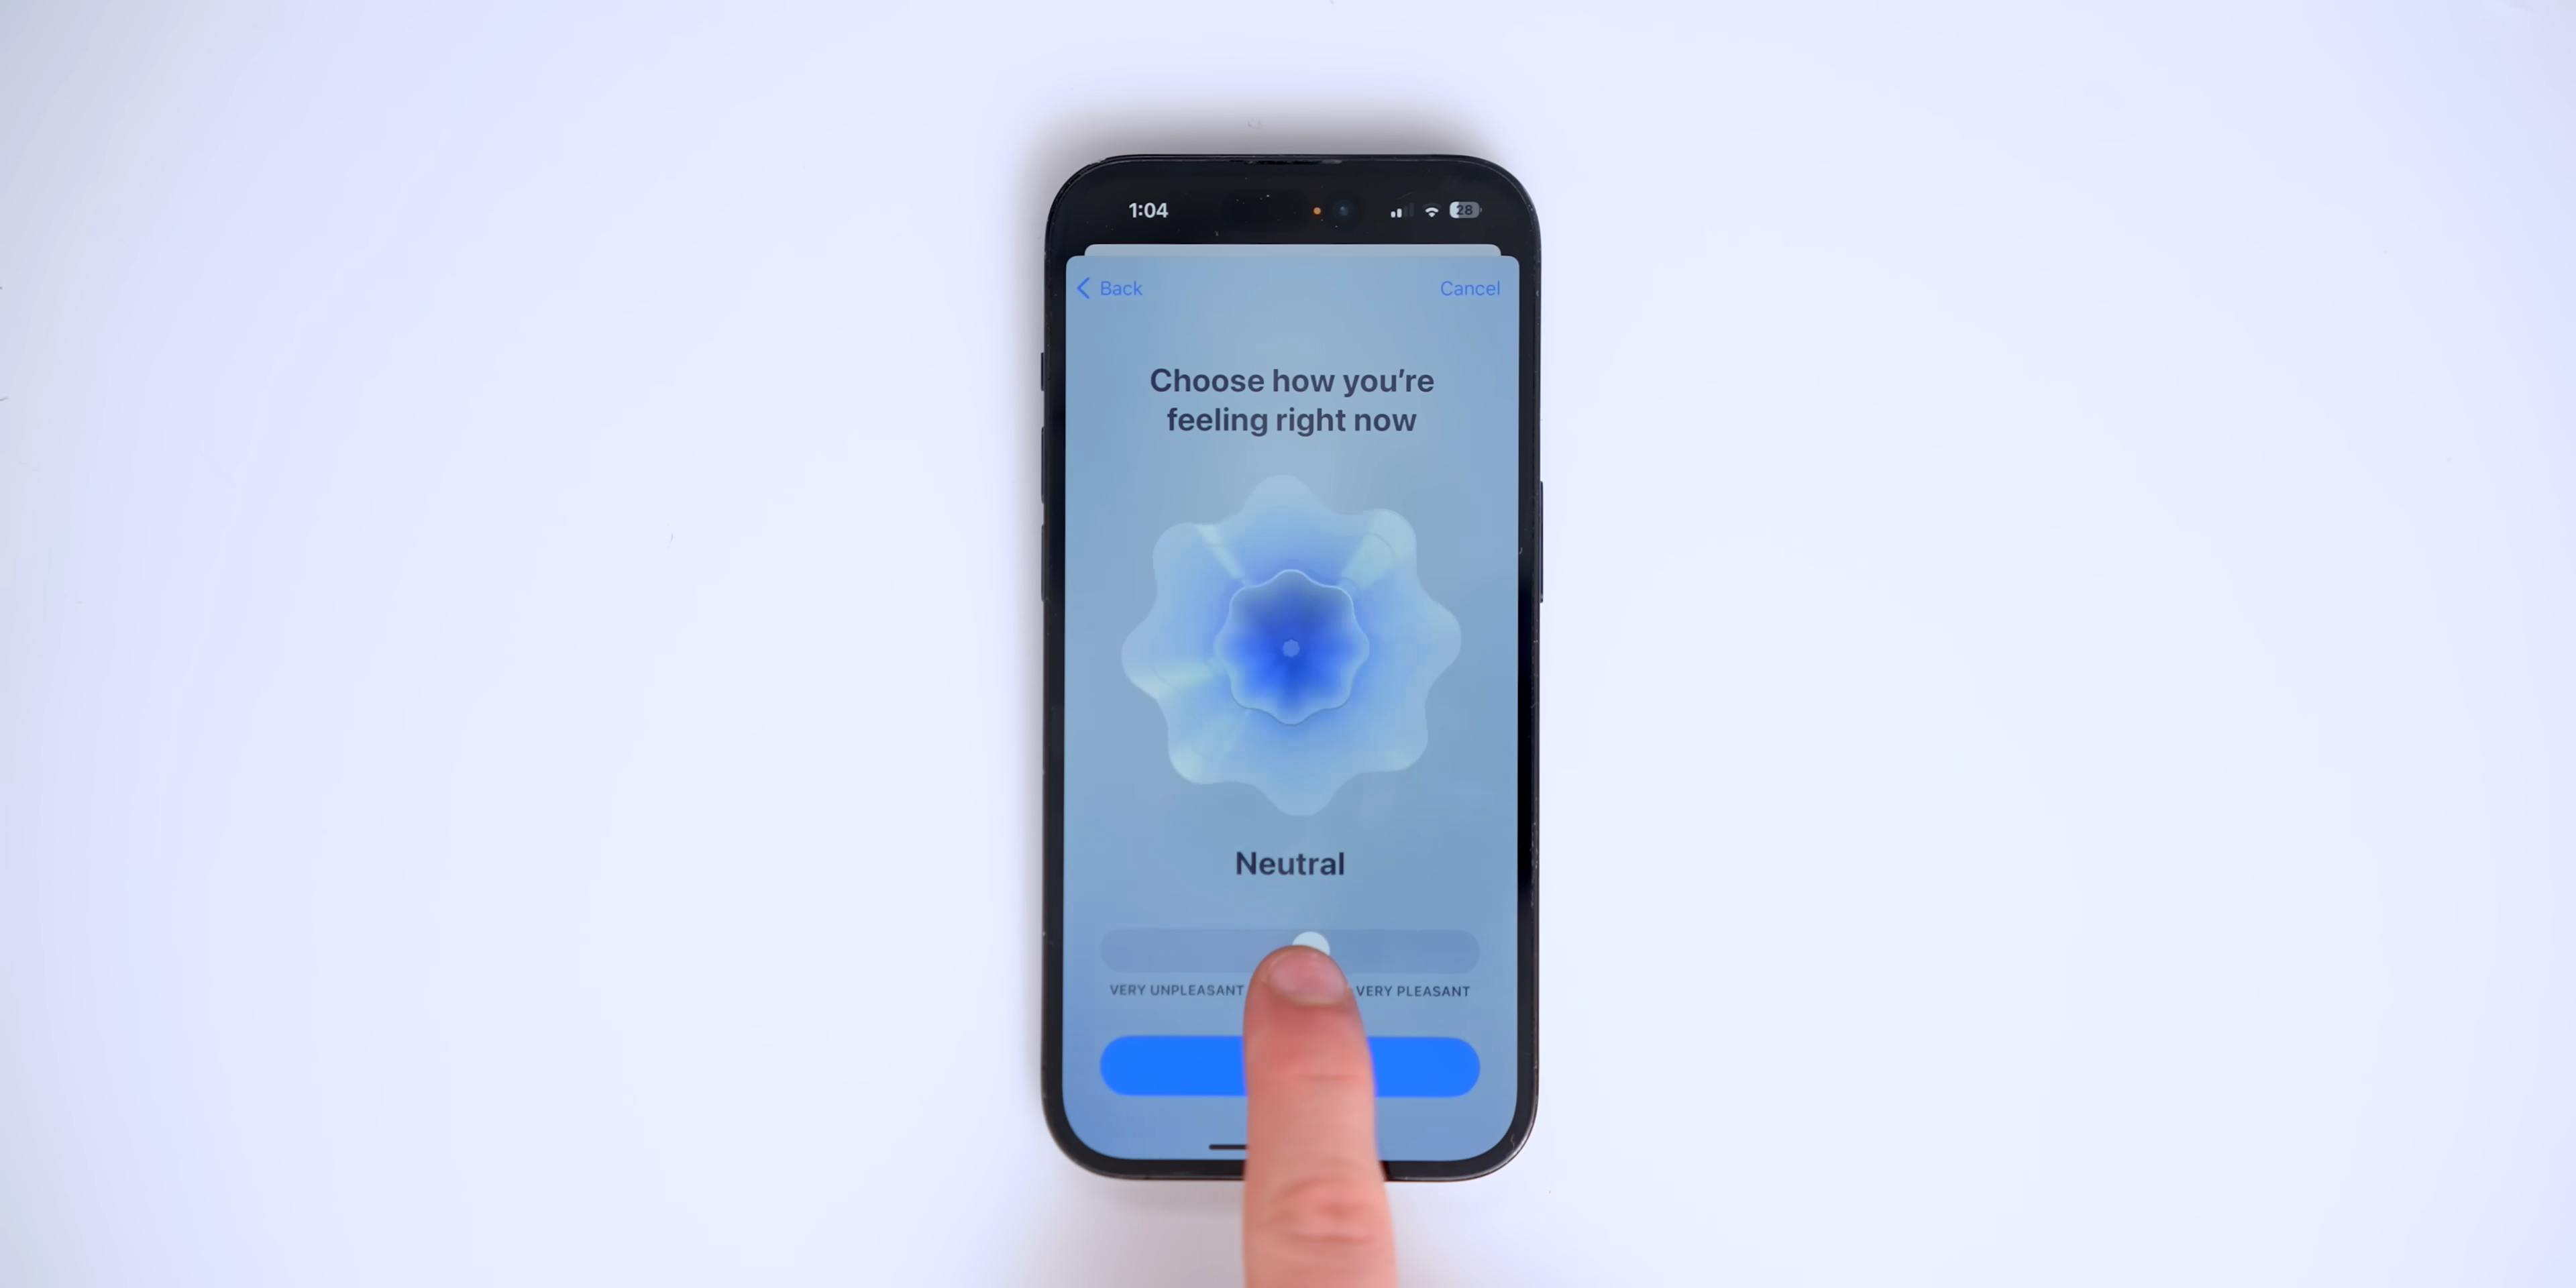 1:04
28
Back
Cancel
Choose how you're
feeling right now
Neutral
VERY UNPLEASANT
VERY PLEASANT